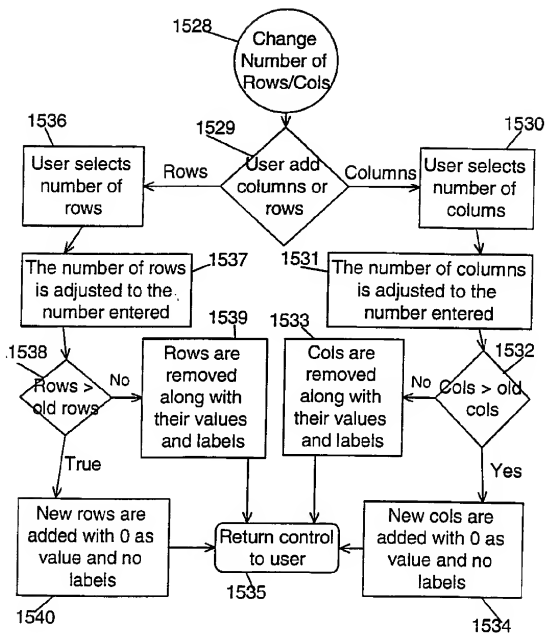 1528
Change
Number of
Rows/Cols
1536
1529
1530
User selects
number of
rows
Rows
User add
columns or
rows
Columns
User selects
number of
colums
The number of rows
is adjusted to the
number entered
1537
1531
The number of columns
is adjusted to the
number entered
1538
1539
1533
1532
Rows >
old rows
No
Rows are
removed
along with
their values
and labels
Cols are
removed
along with
their values
and labels
No
Cols > old
cols
True
Yes
New rows are
added with 0 as
value and no
labels
Return control
to user
New cols are
added with 0 as
value and no
labels
1540
1535
1534